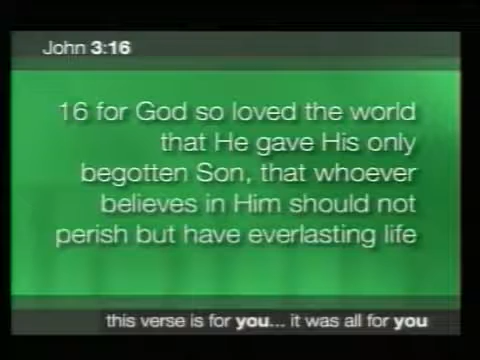 John 3:16
16 for God so loved the world
that He gave His only
begotten Son, that whoever
believes in Him should not
perish but have everlasting life
this verse is for you... it was all for you